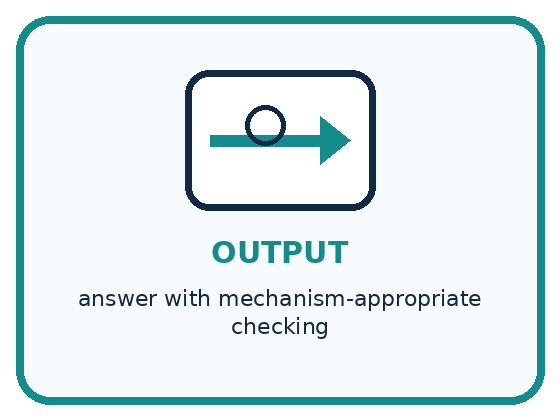 OUTPUT
answer with mechanism-appropriate
checking